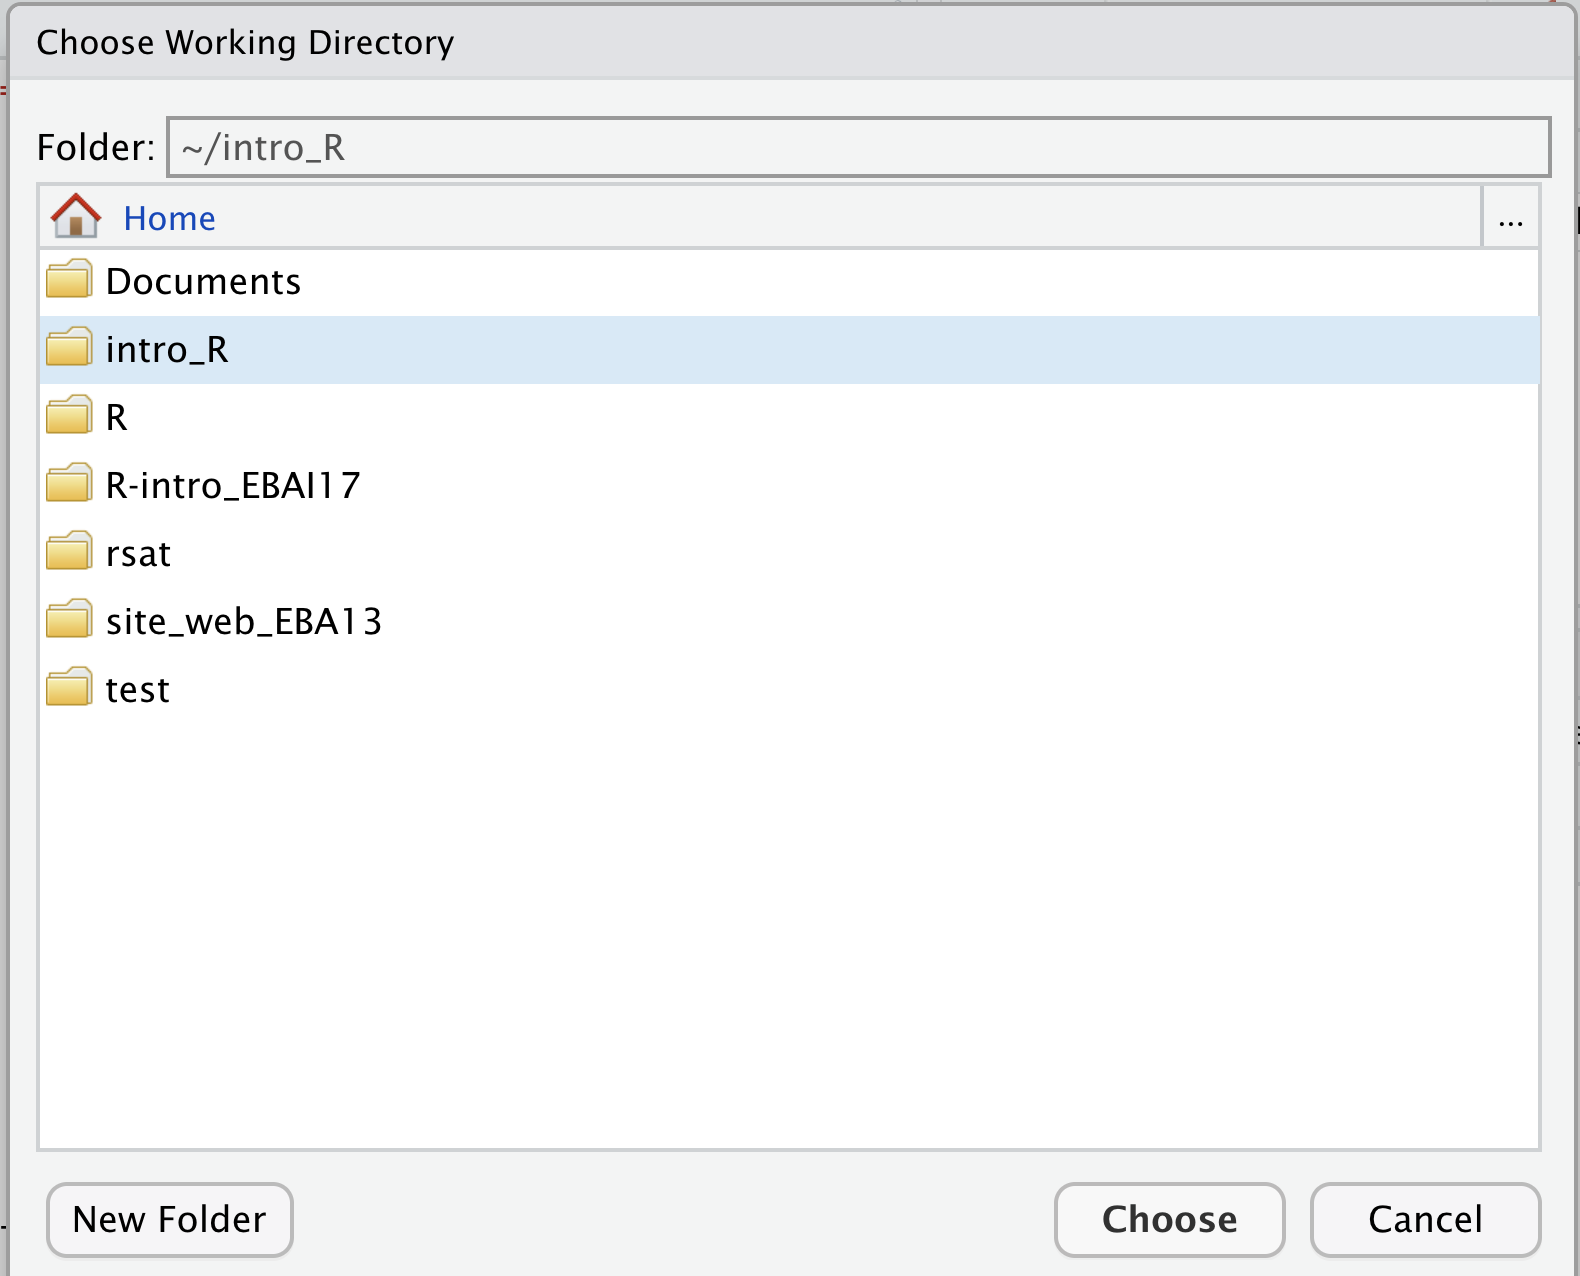 Choose Working Directory
Folder: ~/intro_R
Home ...
Documents
intro_R
R
R-intro_EBAI17
rsat
site_web_EBA13
test
New Folder Choose Cancel